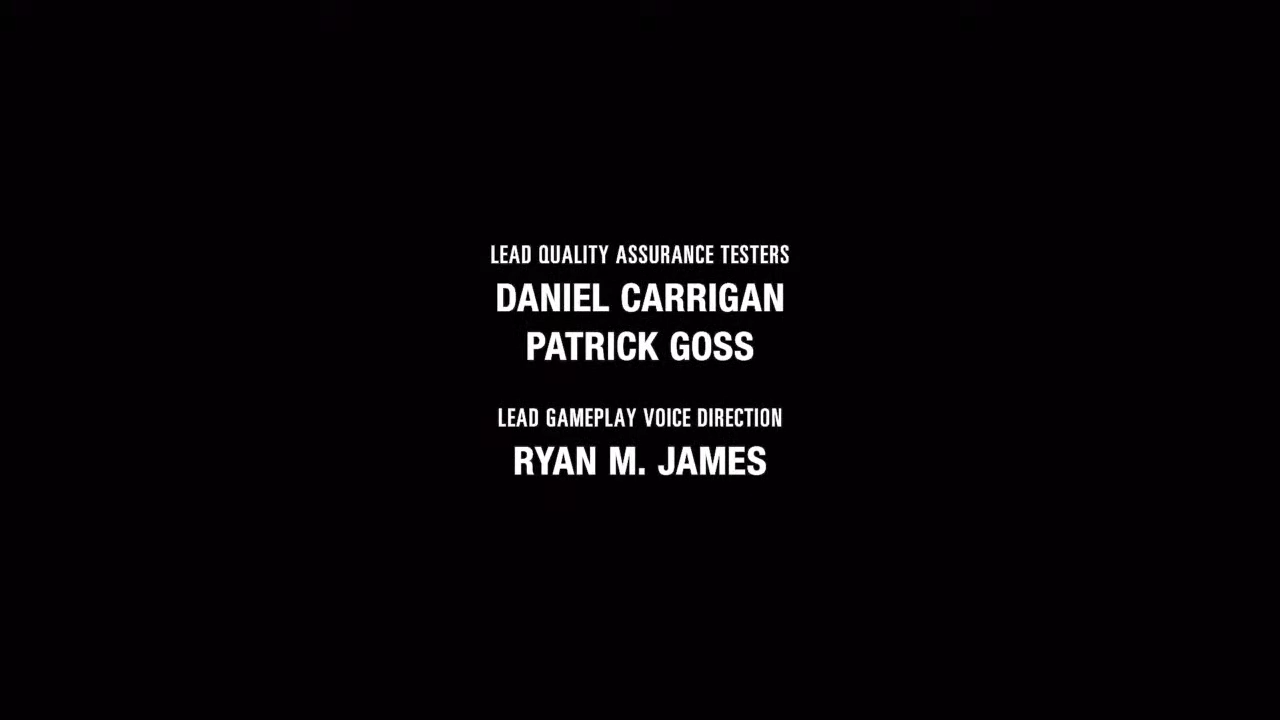 LEAD QUALITY ASSURANCE TESTERS
DANIEL CARRIGAN
PATRICK GOSS
LEAD GAMEPLAY VOICE DIRECTION
RYAN M. JAMES